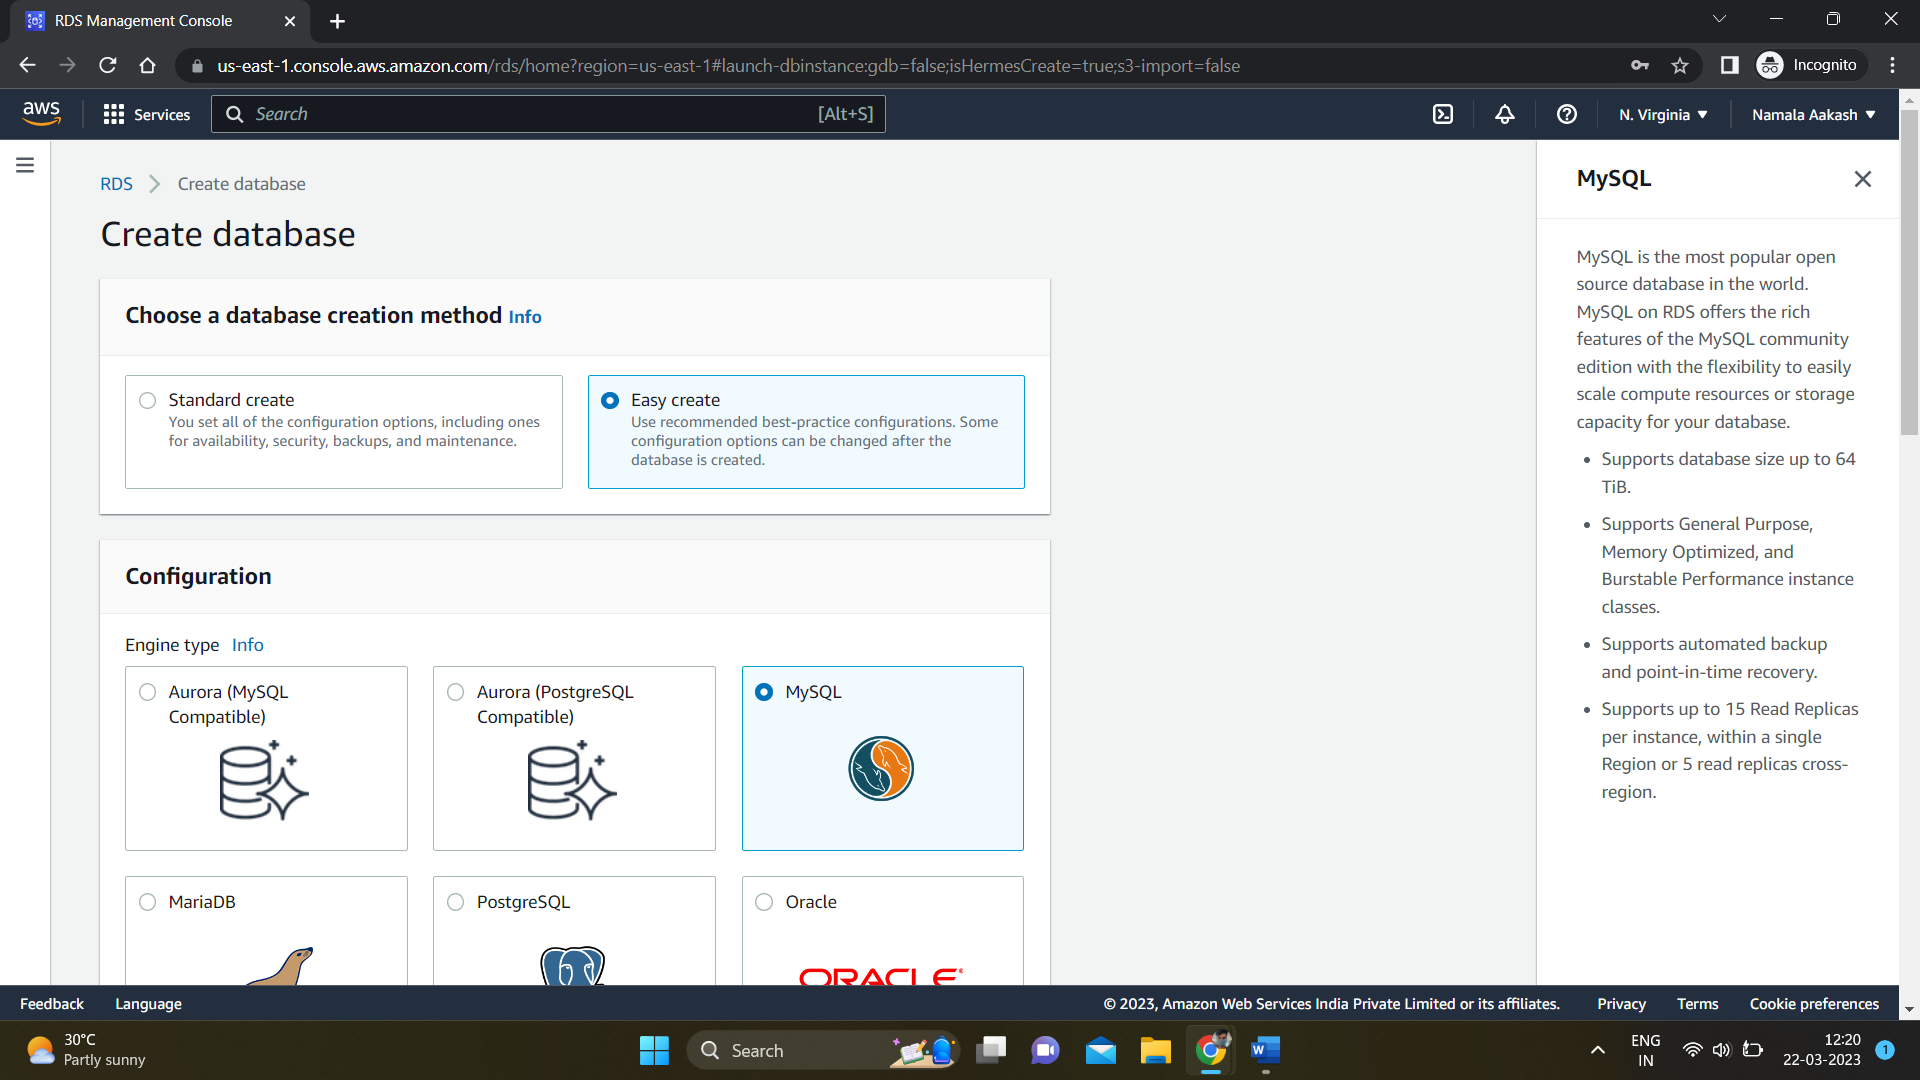 RDS Management Console
us-east-1.console.aws.amazon.com/rds/home?region=us-east-1#launch-dbinstance:gdb=false;isHermesCreate=true;s3-import=false
Incognito
aws
Services
Search
[Alt+S]
N. Virginia
Namala Aakash
RDS
Create database
Create database
Choose a database creation method Info
Standard create
You set all of the configuration options, including ones
for availability, security, backups, and maintenance.
Easy create
Use recommended best-practice configurations. Some
configuration options can be changed after the
database is created.
Configuration
Engine type Info
Aurora (MySQL
Compatible)
Aurora (PostgreSQL
Compatible)
MySQL
MariaDB
PostgreSQL
Oracle
ORACLE
MySQL
MySQL is the most popular open
source database in the world.
MySQL on RDS offers the rich
features of the MySQL community
edition with the flexibility to easily
scale compute resources or storage
capacity for your database.
• Supports database size up to 64
TiB.
• Supports General Purpose,
Memory Optimized, and
Burstable Performance instance
classes.
• Supports automated backup
and point-in-time recovery.
• Supports up to 15 Read Replicas
per instance, within a single
Region or 5 read replicas cross-
region.
Feedback
Language
© 2023, Amazon Web Services India Private Limited or its affiliates.
Privacy
Terms
Cookie preferences
30°C
Partly sunny
Search
W
ENG
IN
12:20
22-03-2023
1